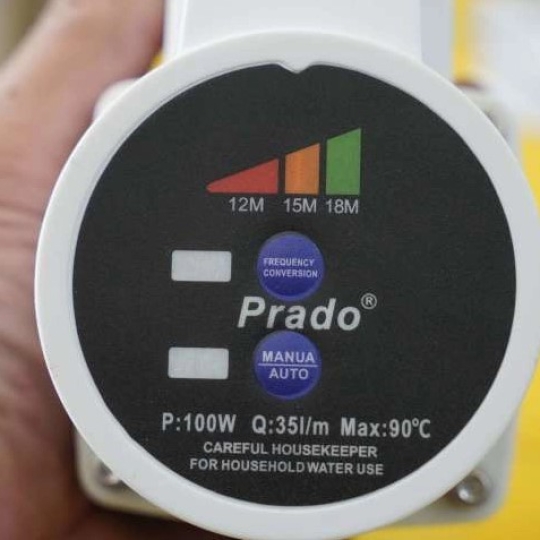 12M 15M 18M
FREQUENCY
CONVERSION
Prado®
MANUA
AUTO
P:100W Q:35l/m Max:90℃
CAREFUL HOUSEKEEPER
FOR HOUSEHOLD WATER USE